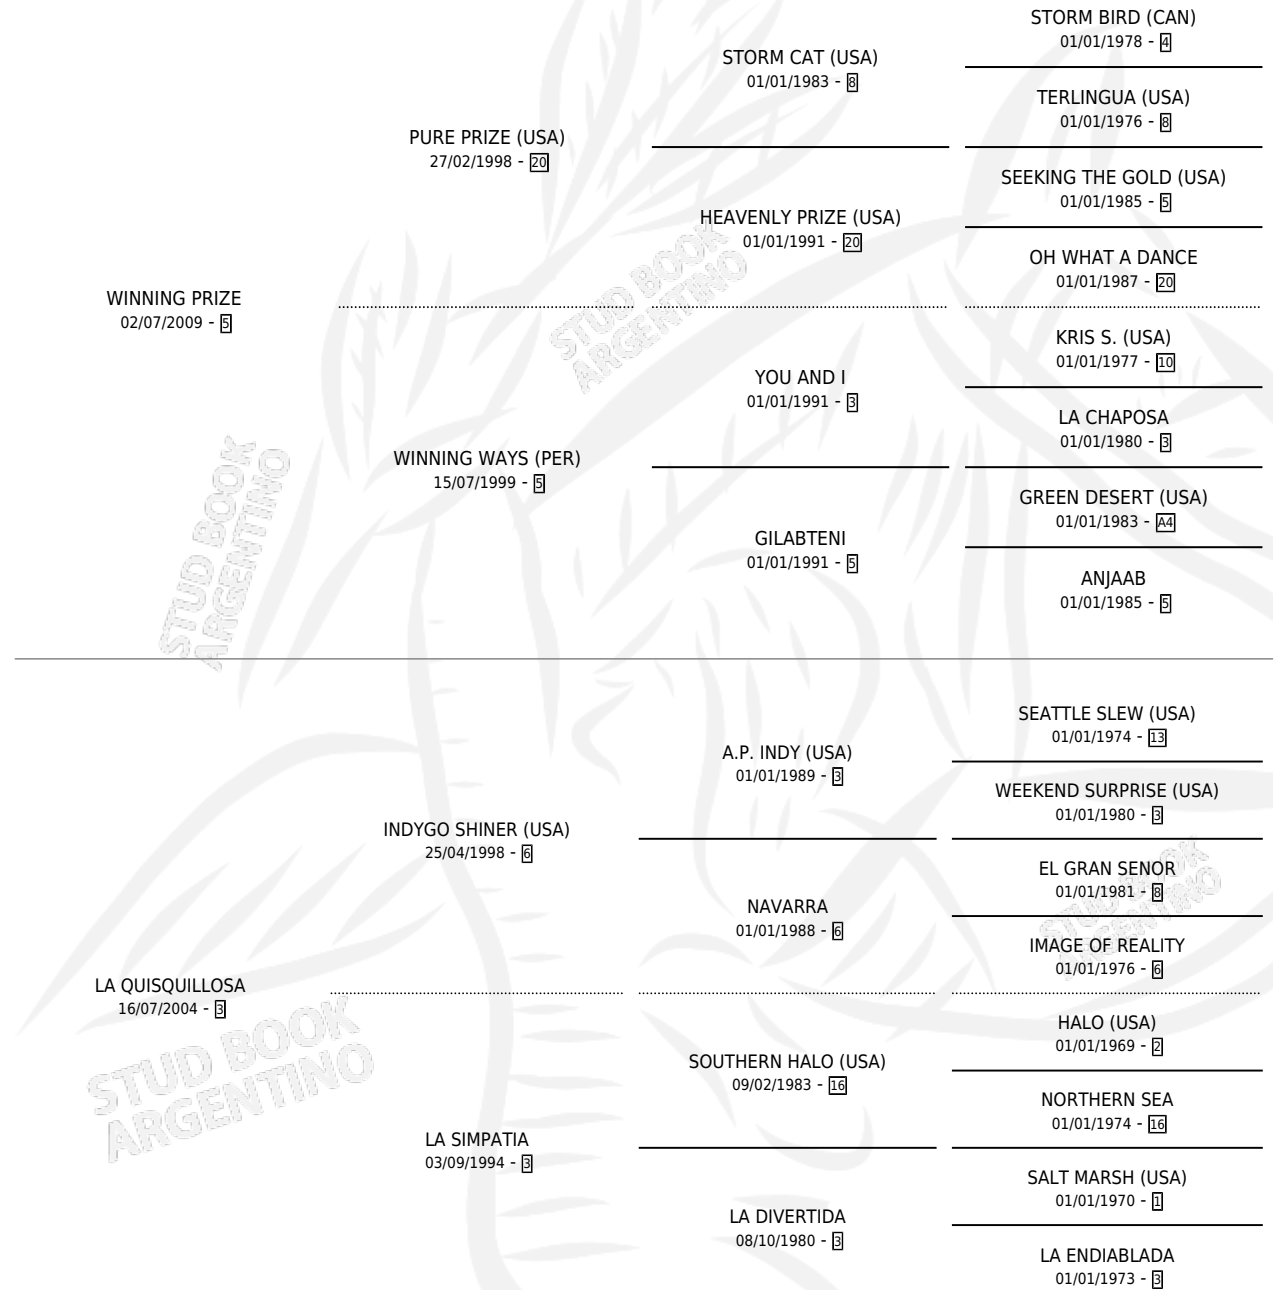 STORM BIRD (CAN)
01/01/1978 - 4
STORM CAT (USA)
01/01/1983 - 8
TERLINGUA (USA)
01/01/1976 - 8
PURE PRIZE (USA)
27/02/1998 - 20
SEEKING THE GOLD (USA)
01/01/1985 - 5
HEAVENLY PRIZE (USA)
01/01/1991 - 20
OH WHAT A DANCE
01/01/1987 - 20
WINNING PRIZE
02/07/2009 - 5
KRIS S. (USA)
01/01/1977 - 10
YOU AND I
01/01/1991 - 3
LA CHAPOSA
01/01/1980 - 3
WINNING WAYS (PER)
15/07/1999 - 5
GREEN DESERT (USA)
01/01/1983 - A4
GILABTENI
01/01/1991 - 5
ANJAAB
01/01/1985 - 5
STUD BOOK
ARGENTINO
STUD BOOK
ARGENTINO
SEATTLE SLEW (USA)
01/01/1974 - 13
A.P. INDY (USA)
01/01/1989 - 3
WEEKEND SURPRISE (USA)
01/01/1980 - 3
INDYGO SHINER (USA)
25/04/1998 - 6
EL GRAN SENOR
01/01/1981 - 8
NAVARRA
01/01/1988 - 6
IMAGE OF REALITY
01/01/1976 - 6
LA QUISQUILLOSA
16/07/2004 - 3
HALO (USA)
01/01/1969 - 2
SOUTHERN HALO (USA)
09/02/1983 - 16
NORTHERN SEA
01/01/1974 - 16
LA SIMPATIA
03/09/1994 - 3
SALT MARSH (USA)
01/01/1970 - 1
LA DIVERTIDA
08/10/1980 - 3
LA ENDIABLADA
01/01/1973 - 3
STUD BOOK
ARGENTINO
STUD BOOK
ARGENTINO